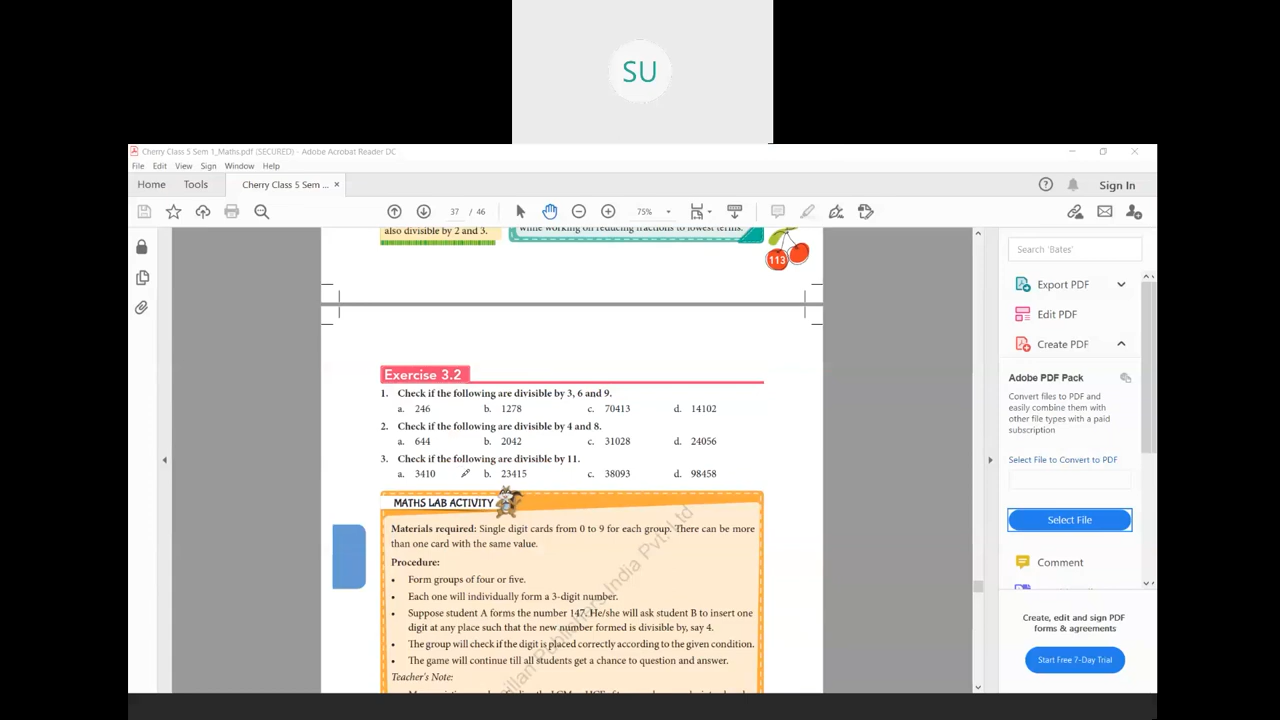 SU
Cherry Class 5 Sem 1_Maths.pdf (SECURED) - Adobe Acrobat Reader DC
File Edit View Sign Window Help
Home Tools Cherry Class 5 Sem ... × Sign In
37 / 46 75%
also divisible by 2 and 3.
while working on reducing fractions to lowest terms.
113
Exercise 3.2
1. Check if the following are divisible by 3, 6 and 9.
a. 246 b. 1278 c. 70413 d. 14102
2. Check if the following are divisible by 4 and 8.
a. 644 b. 2042 c. 31028 d. 24056
3. Check if the following are divisible by 11.
a. 3410 b. 23415 c. 38093 d. 98458
MATHS LAB ACTIVITY
Materials required: Single digit cards from 0 to 9 for each group. There can be more
than one card with the same value.
Procedure:
• Form groups of four or five.
• Each one will individually form a 3-digit number.
• Suppose student A forms the number 147. He/she will ask student B to insert one
digit at any place such that the new number formed is divisible by, say 4.
• The group will check if the digit is placed correctly according to the given condition.
• The game will continue till all students get a chance to question and answer.
Teacher's Note:
India Pvt. Ltd
Search 'Bates'
Export PDF
Edit PDF
Create PDF
Adobe PDF Pack
Convert files to PDF and
easily combine them with
other file types with a paid
subscription
Select File to Convert to PDF
Select File
Comment
Create, edit and sign PDF
forms & agreements
Start Free 7-Day Trial